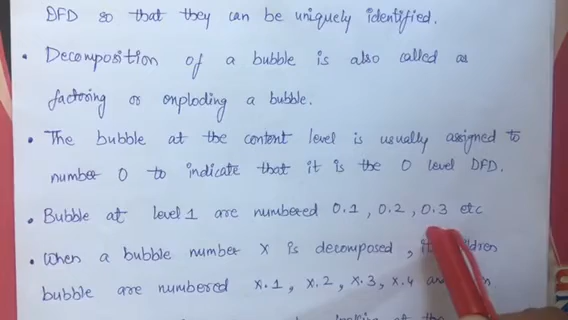 DFD so that they can be uniquely identified.
• Decomposition of a bubble is also called as
factoring or exploding a bubble.
• The bubble at the context level is usually assigned to
number 0 to indicate that it is the 0 level DFD.
• Bubble at level 1 are numbered 0.1, 0.2, 0.3 etc
• When a bubble number X is decomposed,
bubble are numbered X.1, X.2, X.3, X.4